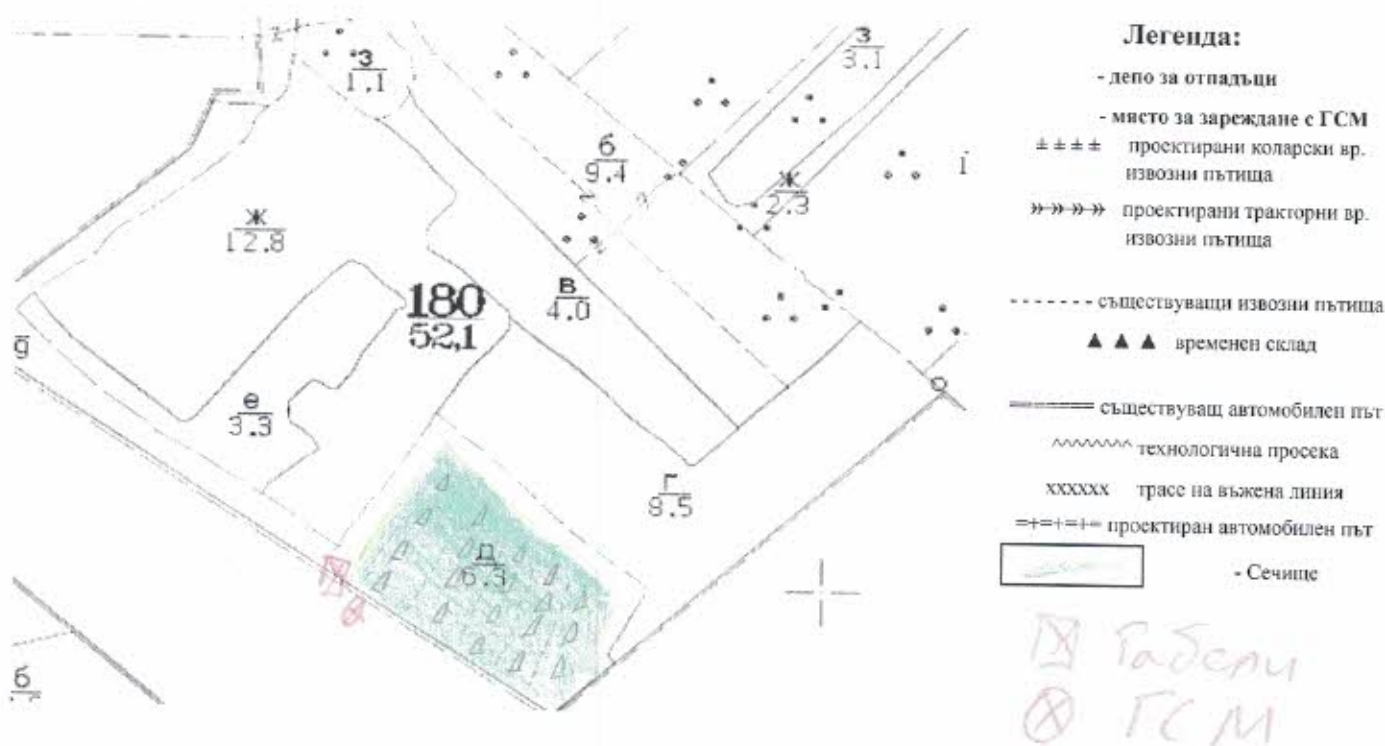 з
1,1
з
3.1
б
9.4
ж
2.3
ж
12.8
в
4.0
180
52,1
g
е
3.3
г
8.5
д
6.3
б
Легенда:
- депо за отпадъци
- място за зареждане с ГСМ
проектирани коларски вр.
извозни пътища
проектирани тракторни вр.
извозни пътища
съществуващи извозни пътища
временен склад
съществуващ автомобилен път
технологична просека
xxxxxx трасе на въжена линия
=+=+=+= проектиран автомобилен път
- Сечище
Табели
ГСМ